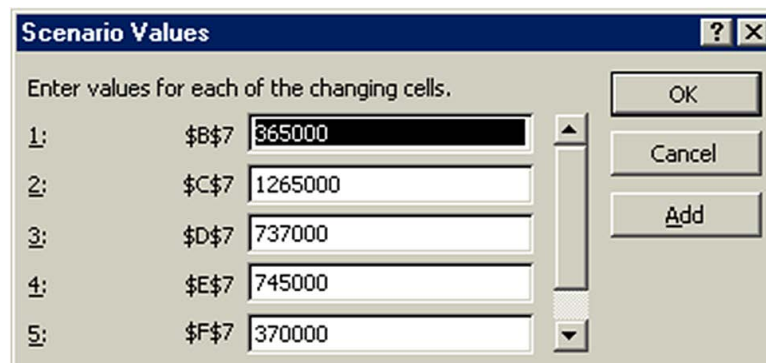 Scenario Values
Enter values for each of the changing cells.
OK
1: $B$7 365000
Cancel
2: $C$7 1265000
Add
3: $D$7 737000
4: $E$7 745000
5: $F$7 370000